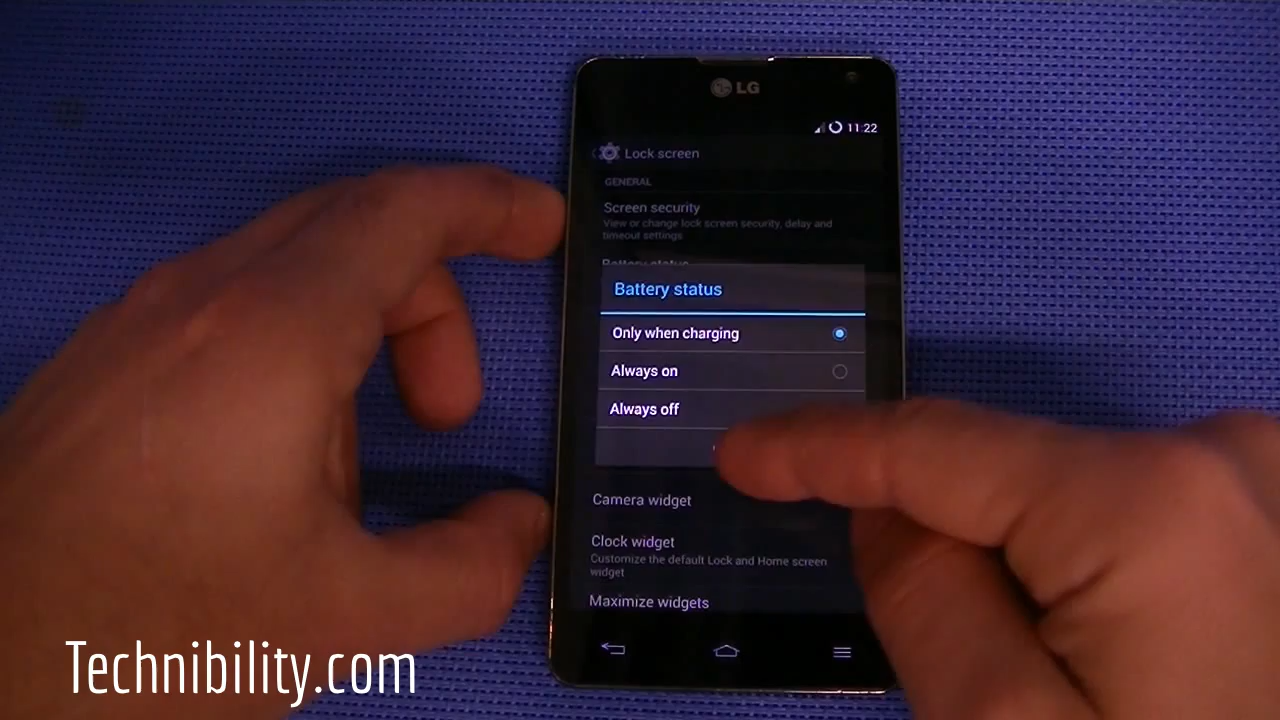 LG
11:22
Lock screen
GENERAL
Screen security
View or change lock screen security, delay and
timeout settings
Battery status
Battery status
Only when charging
Always on
Always off
Camera widget
Clock widget
Customize the default Lock and Home screen
widget
Maximize widgets
Technibility.com